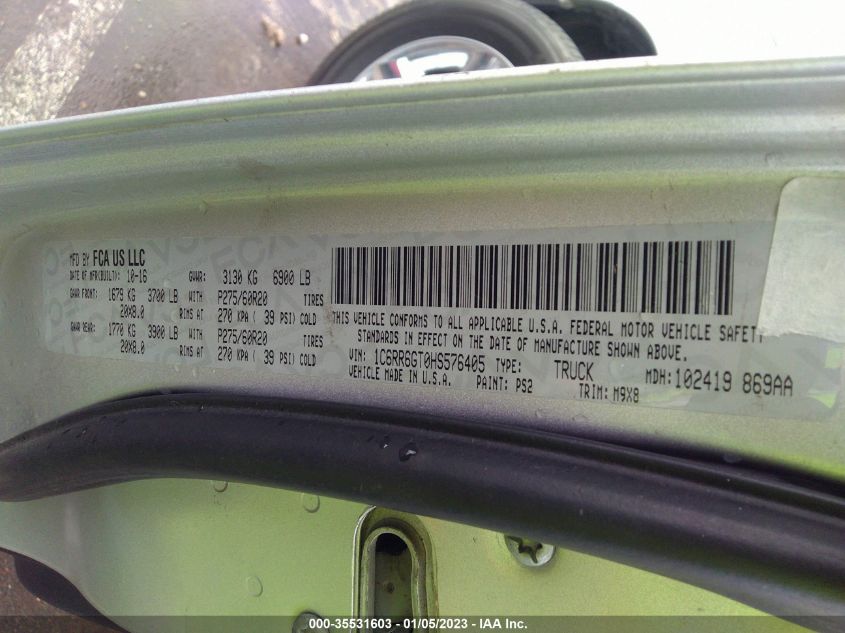 MFD BY FCA US LLC
DATE OF MFR(BUILT): 10-16 GVWR: 3130 KG 6900 LB
GAWR FRONT: 1679 KG 3700 LB WITH P275/60R20 TIRES
20X8.0 RIMS AT 270 KPA ( 39 PSI) COLD
GAWR REAR: 1770 KG 3900 LB WITH P275/60R20 TIRES
20X8.0 RIMS AT 270 KPA ( 39 PSI) COLD
THIS VEHICLE CONFORMS TO ALL APPLICABLE U.S.A. FEDERAL MOTOR VEHICLE SAFETY
STANDARDS IN EFFECT ON THE DATE OF MANUFACTURE SHOWN ABOVE.
VIN: 1C6RR6GT0HS576405 TYPE: TRUCK MDH:102419 869AA
VEHICLE MADE IN U.S.A. PAINT: PS2 TRIM: M9X8
000-35531603 - 01/05/2023 - IAA Inc.